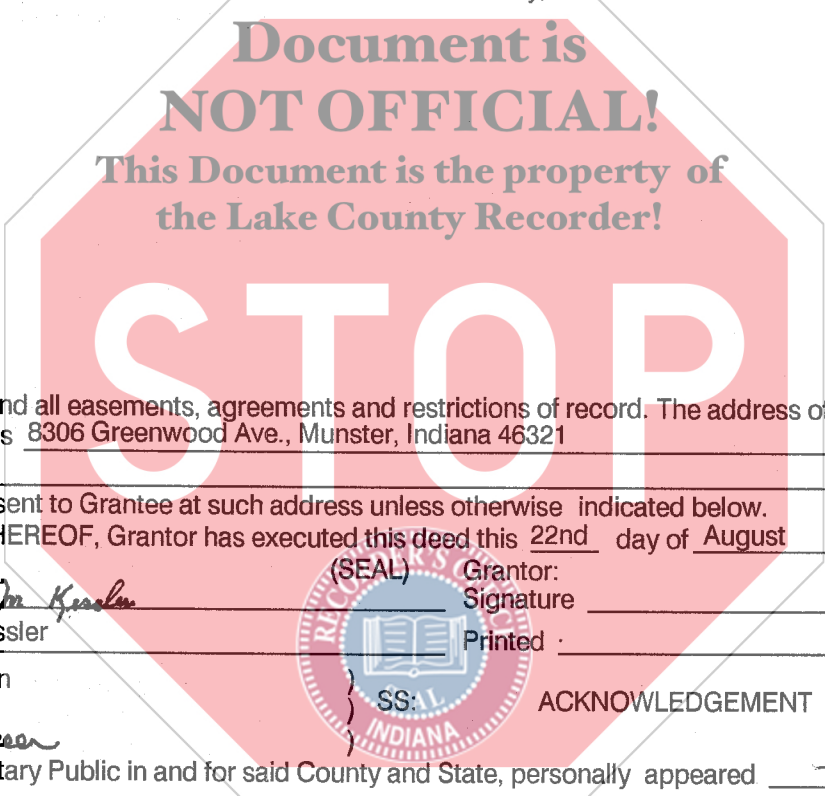 Document is
NOT OFFICIAL!
This Document is the property of
the Lake County Recorder!
STOP
nd all easements, agreements and restrictions of record. The address of
s 8306 Greenwood Ave., Munster, Indiana 46321
sent to Grantee at such address unless otherwise indicated below.
HEREOF, Grantor has executed this deed this 22nd day of August
(SEAL) Grantor:
m Kessler Signature
ssler Printed
n
) SS: ACKNOWLEDGEMENT
)
)
RECORDER'S OFFICE
SEAL
INDIANA
tary Public in and for said County and State, personally appeared